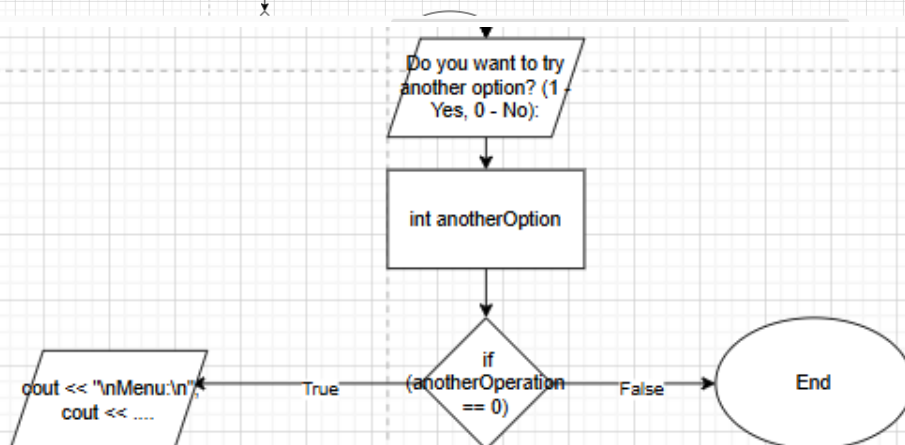 Do you want to try
another option? (1 -
Yes, 0 - No):
int anotherOption
if
(anotherOperation
== 0)
True
False
cout << "\nMenu:\n",
cout << ....
End